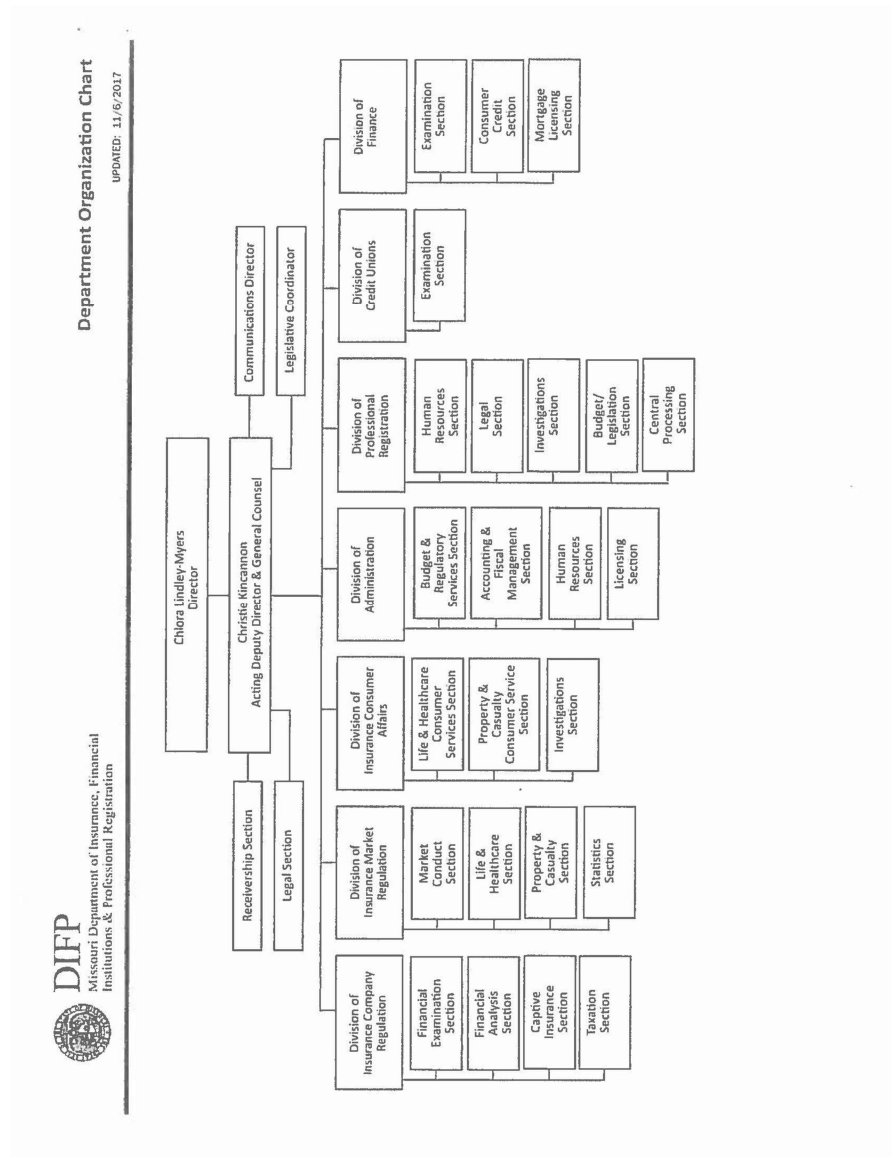 DIFP
Missouri Department of Insurance, Financial
Institutions & Professional Registration
Department Organization Chart
UPDATED: 11/6/2017
Chlora Lindley-Myers
Director
Christie Kincannon
Acting Deputy Director & General Counsel
Receivership Section
Communications Director
Legal Section
Legislative Coordinator
Division of
Insurance Company
Regulation
Financial
Examination
Section
Financial
Analysis
Section
Captive
Insurance
Section
Taxation
Section
Division of
Insurance Market
Regulation
Market
Conduct
Section
Life &
Healthcare
Section
Property &
Casualty
Section
Statistics
Section
Division of
Insurance Consumer
Affairs
Life & Healthcare
Consumer
Services Section
Property &
Casualty
Consumer Service
Section
Investigations
Section
Division of
Administration
Budget &
Regulatory
Services Section
Accounting &
Fiscal
Management
Section
Human
Resources
Section
Licensing
Section
Division of
Professional
Registration
Human
Resources
Section
Legal
Section
Investigations
Section
Budget/
Legislation
Section
Central
Processing
Section
Division of
Credit Unions
Examination
Section
Division of
Finance
Examination
Section
Consumer
Credit
Section
Mortgage
Licensing
Section